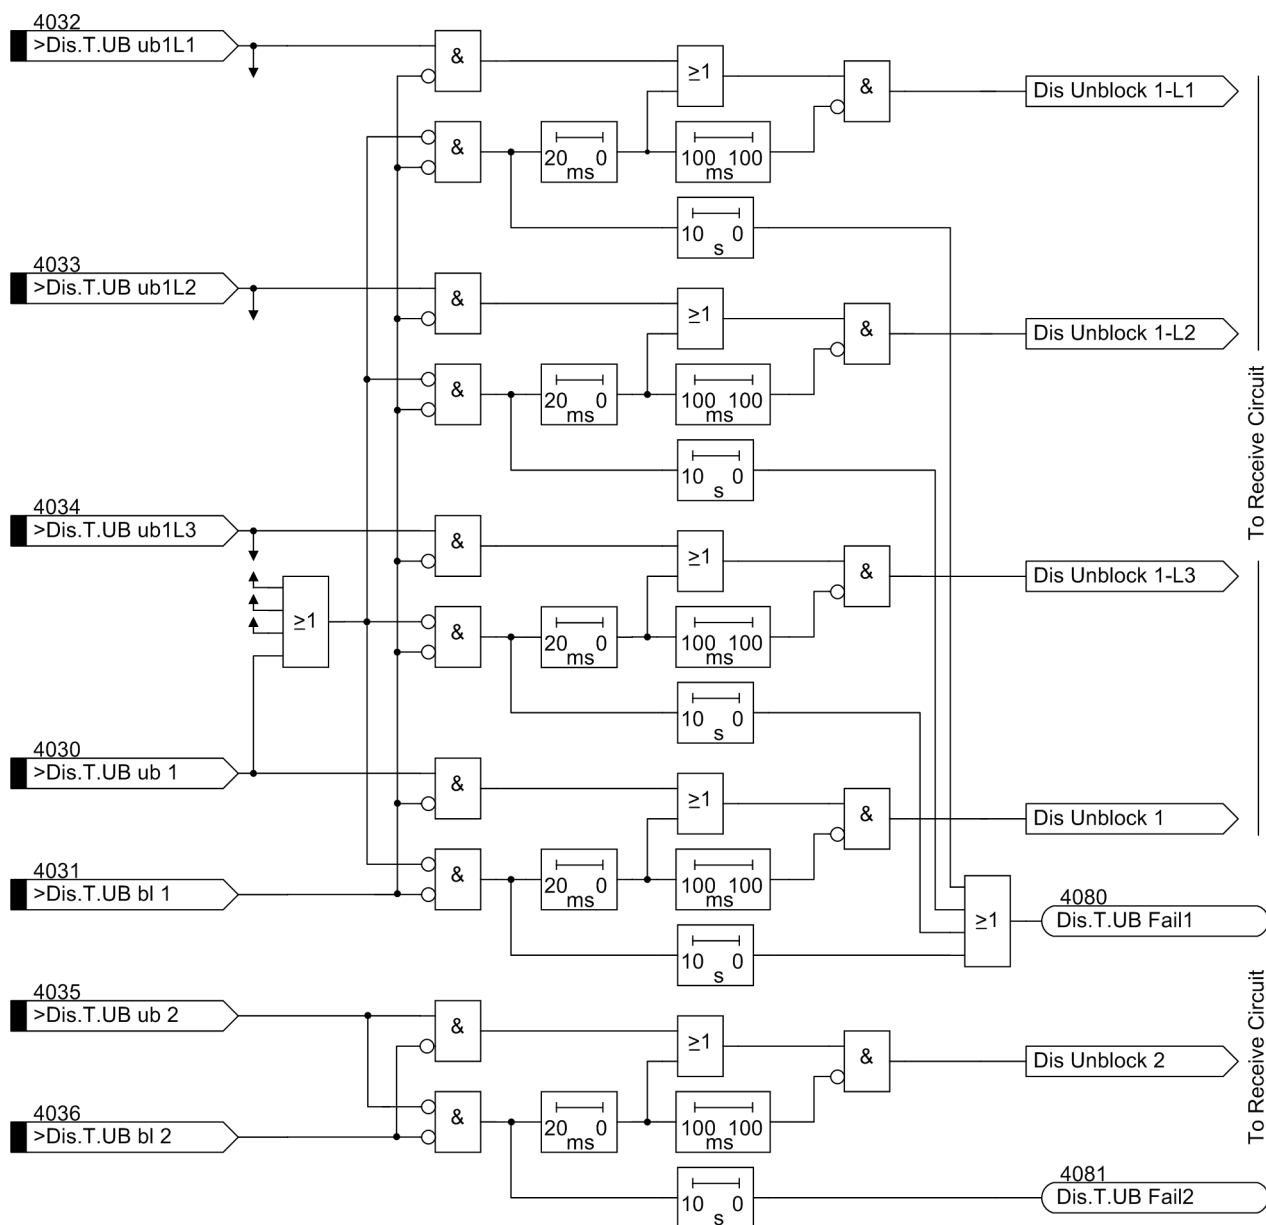 4032
>Dis.T.UB ub1L1
&
≥1
&
Dis Unblock 1-L1
&
20 0
ms
100 100
ms
10 0
s
4033
>Dis.T.UB ub1L2
&
≥1
&
Dis Unblock 1-L2
&
20 0
ms
100 100
ms
10 0
s
To Receive Circuit
4034
>Dis.T.UB ub1L3
&
≥1
&
Dis Unblock 1-L3
≥1
&
20 0
ms
100 100
ms
10 0
s
4030
>Dis.T.UB ub 1
&
≥1
&
Dis Unblock 1
4031
>Dis.T.UB bl 1
&
20 0
ms
100 100
ms
10 0
s
≥1
4080
Dis.T.UB Fail1
4035
>Dis.T.UB ub 2
&
≥1
&
Dis Unblock 2
To Receive Circuit
4036
>Dis.T.UB bl 2
&
20 0
ms
100 100
ms
10 0
s
4081
Dis.T.UB Fail2